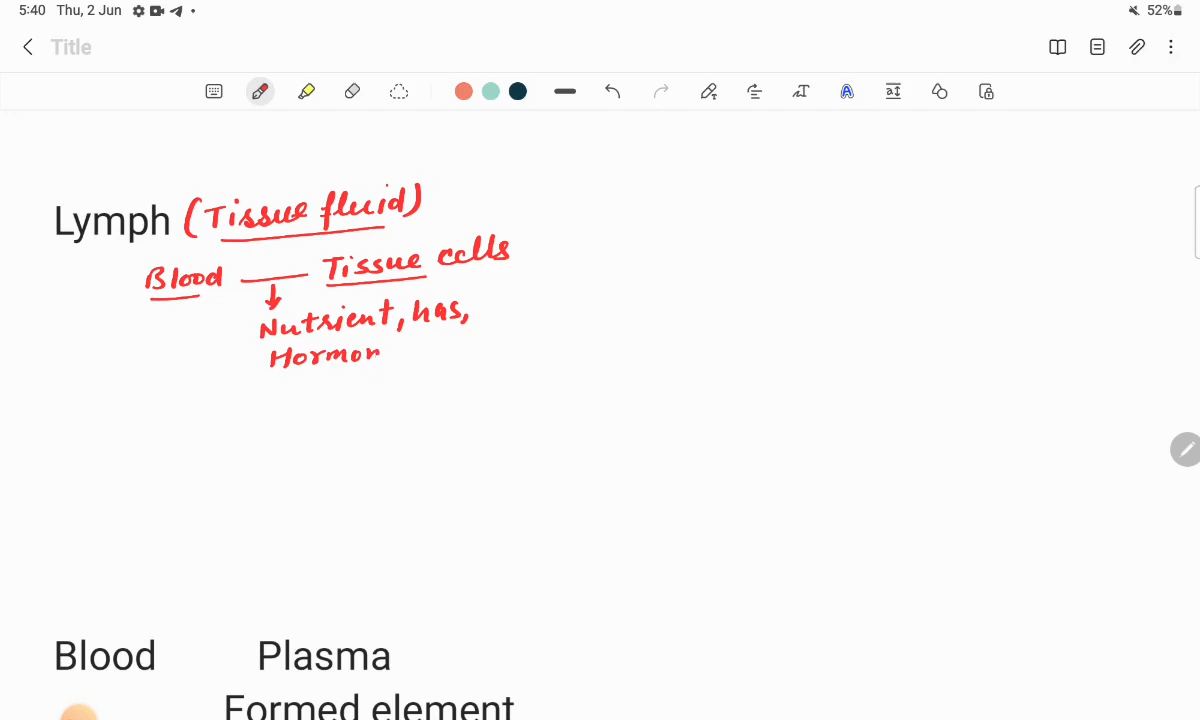 5:40 Thu, 2 Jun 52%
Title
Lymph (Tissue fluid)
Blood — Tissue cells
Nutrient, has,
Hormon
Blood Plasma
Formed element